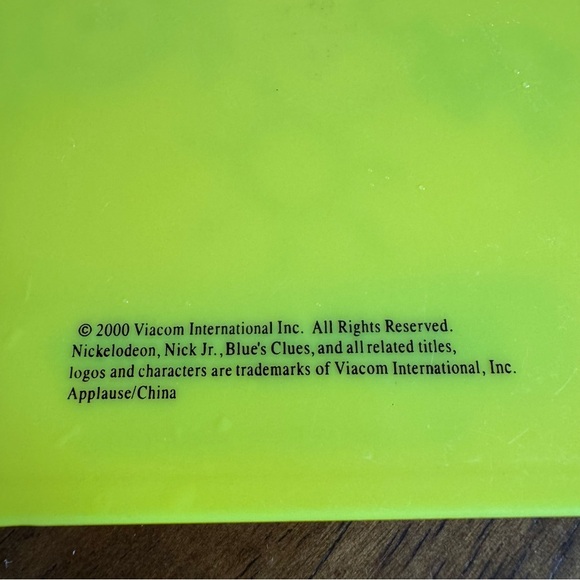 © 2000 Viacom International Inc. All Rights Reserved.
Nickelodeon, Nick Jr., Blue's Clues, and all related titles,
logos and characters are trademarks of Viacom International, Inc.
Applause/China